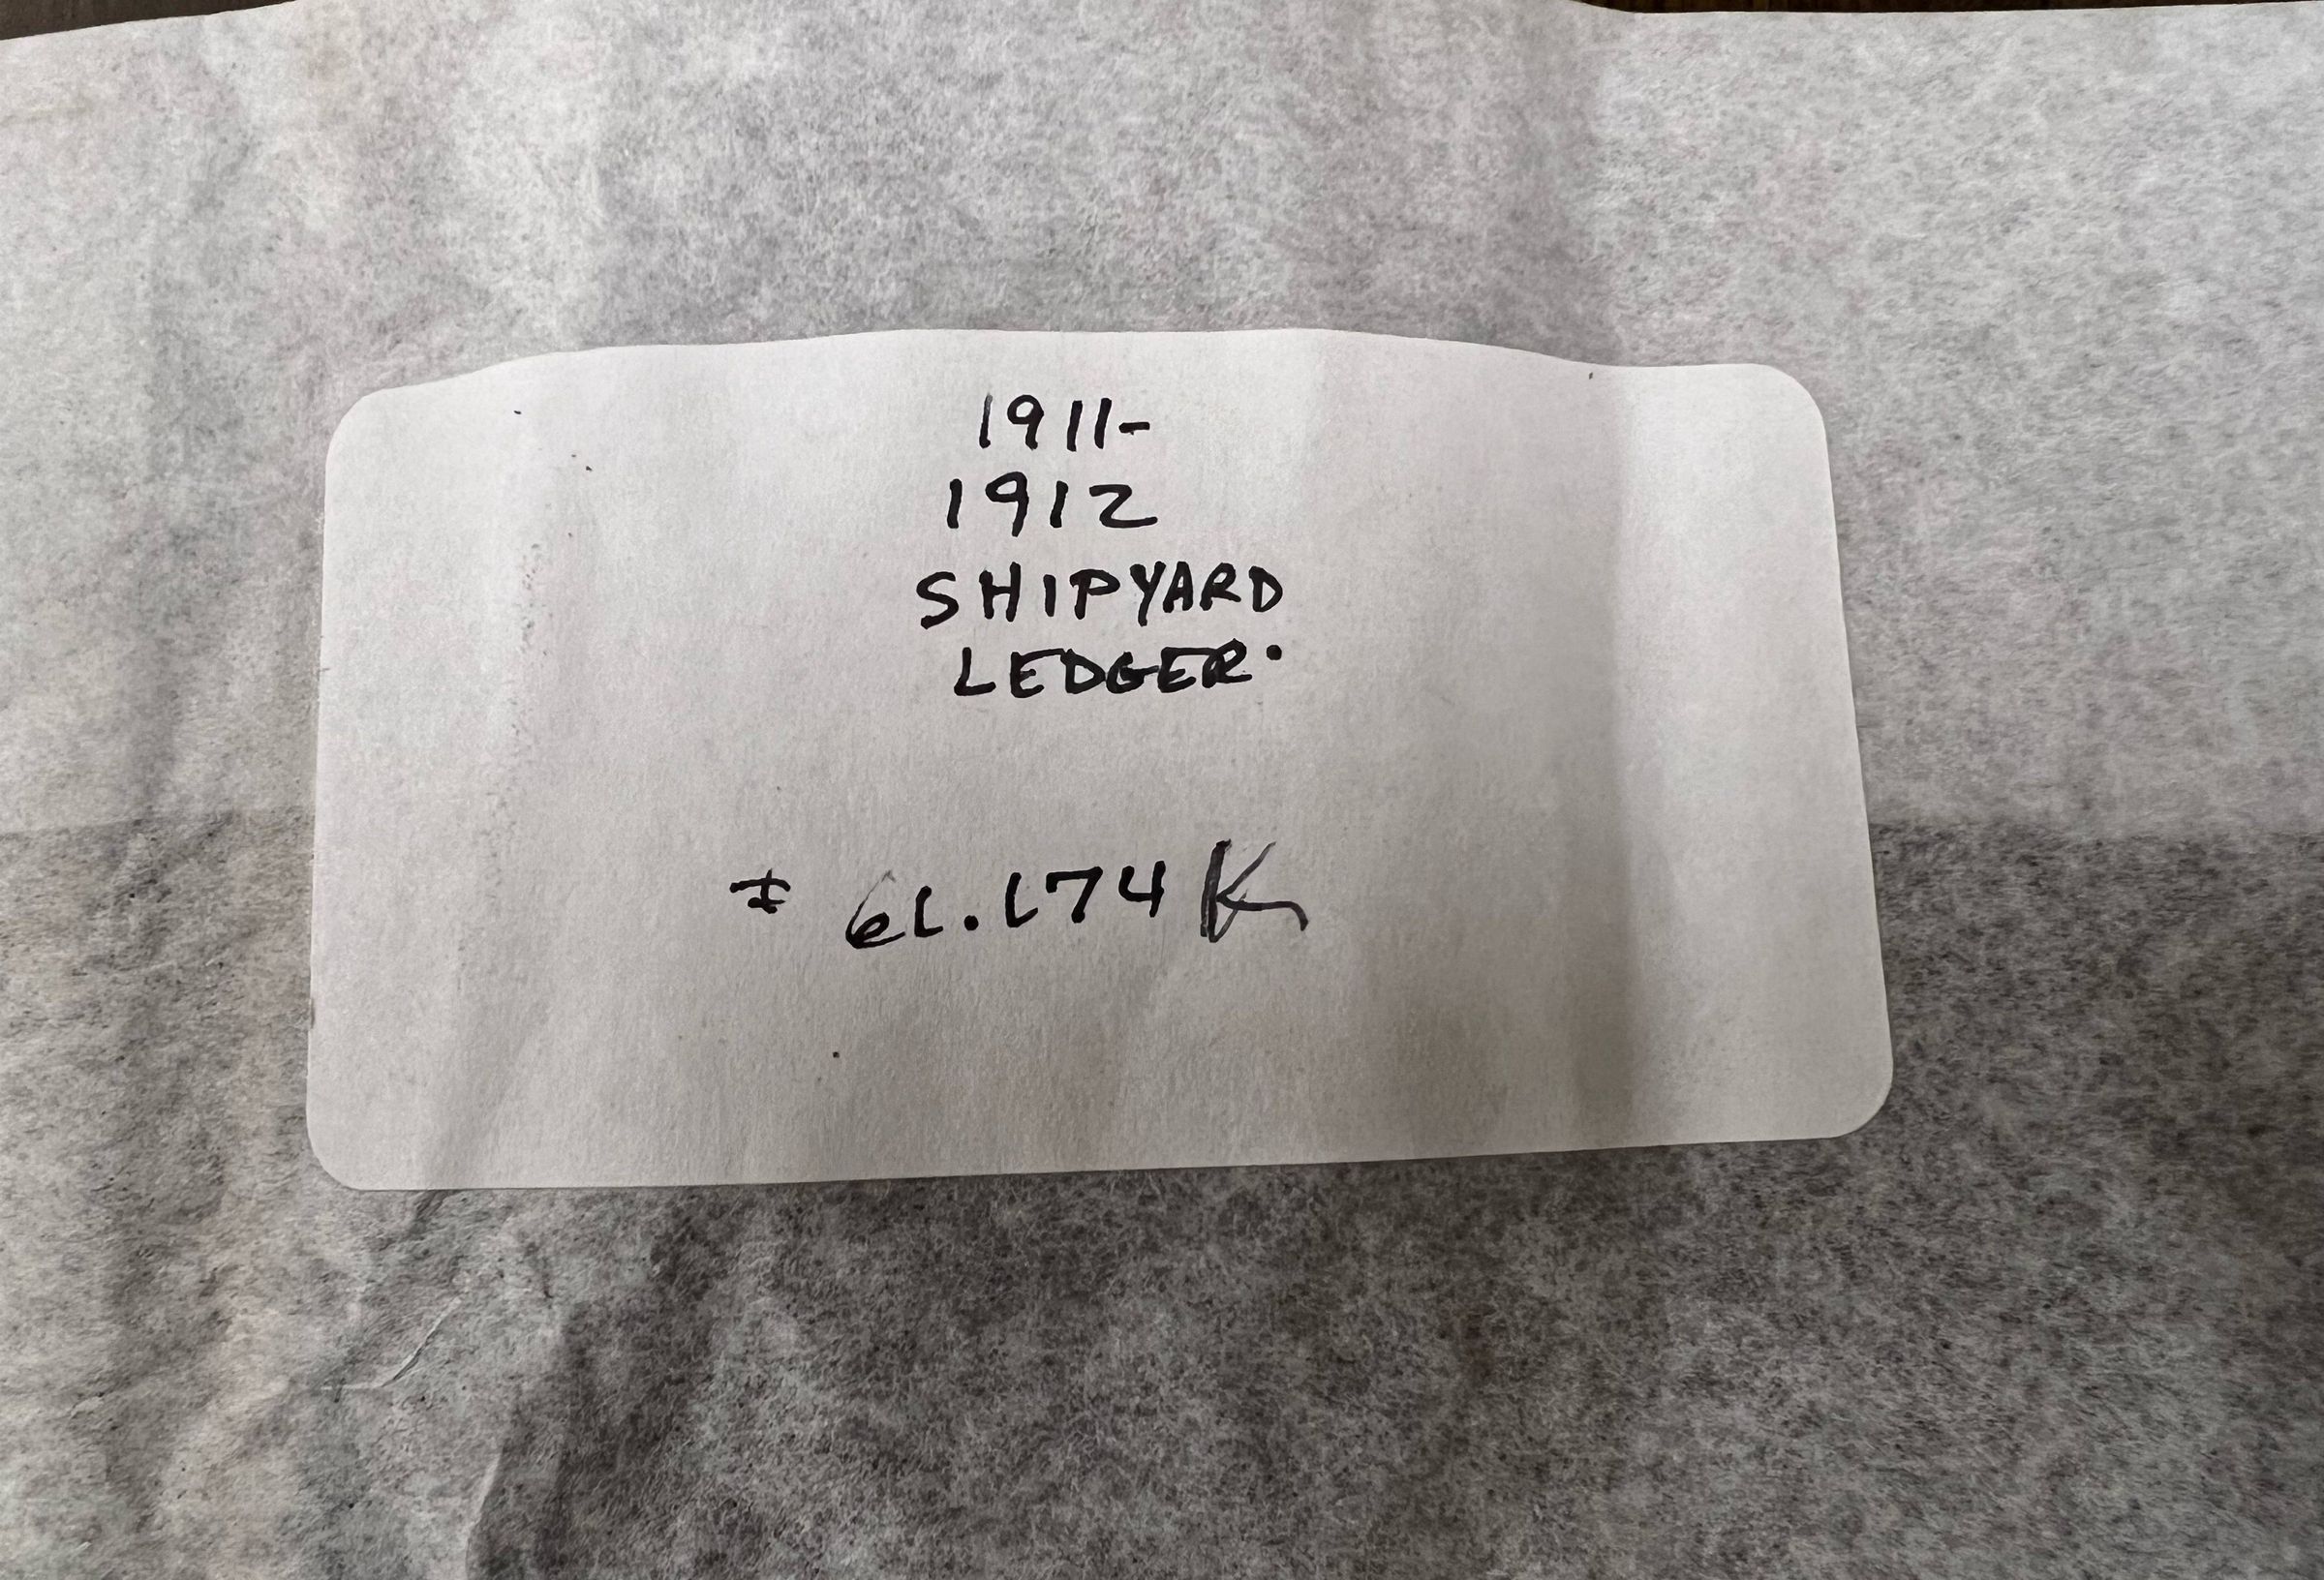 1911-
1912
SHIPYARD
LEDGER.
# 61.174 K